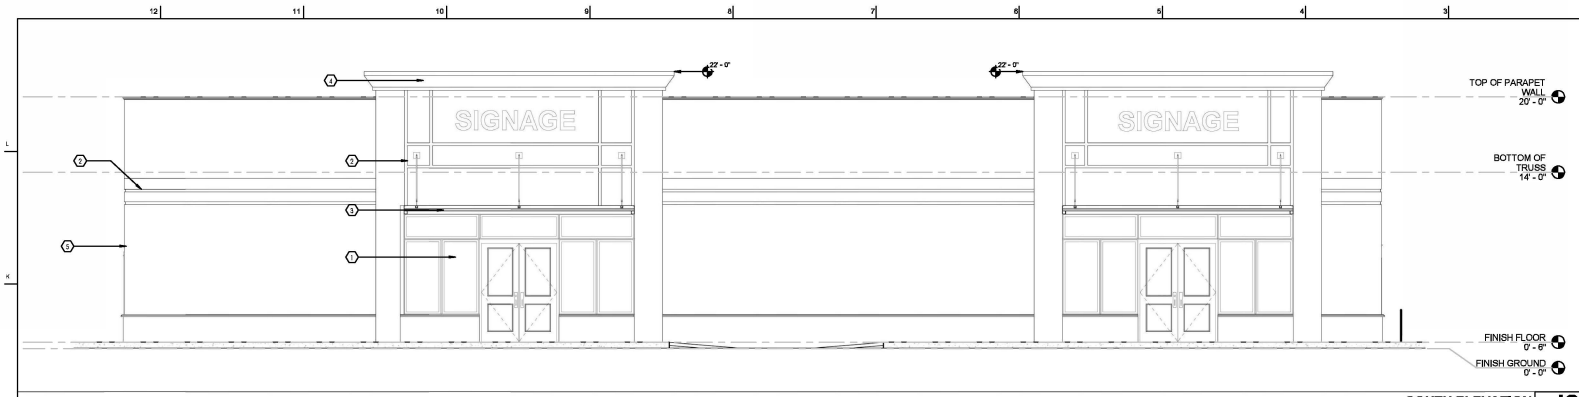 12 11 10 9 8 7 6 5 4 3
22' - 0" 22' - 0"
4
TOP OF PARAPET
WALL
20' - 0"
SIGNAGE SIGNAGE
L
2 2
BOTTOM OF
TRUSS
14' - 0"
3
5
1
K
FINISH FLOOR
0' - 6"
FINISH GROUND
0' - 0"